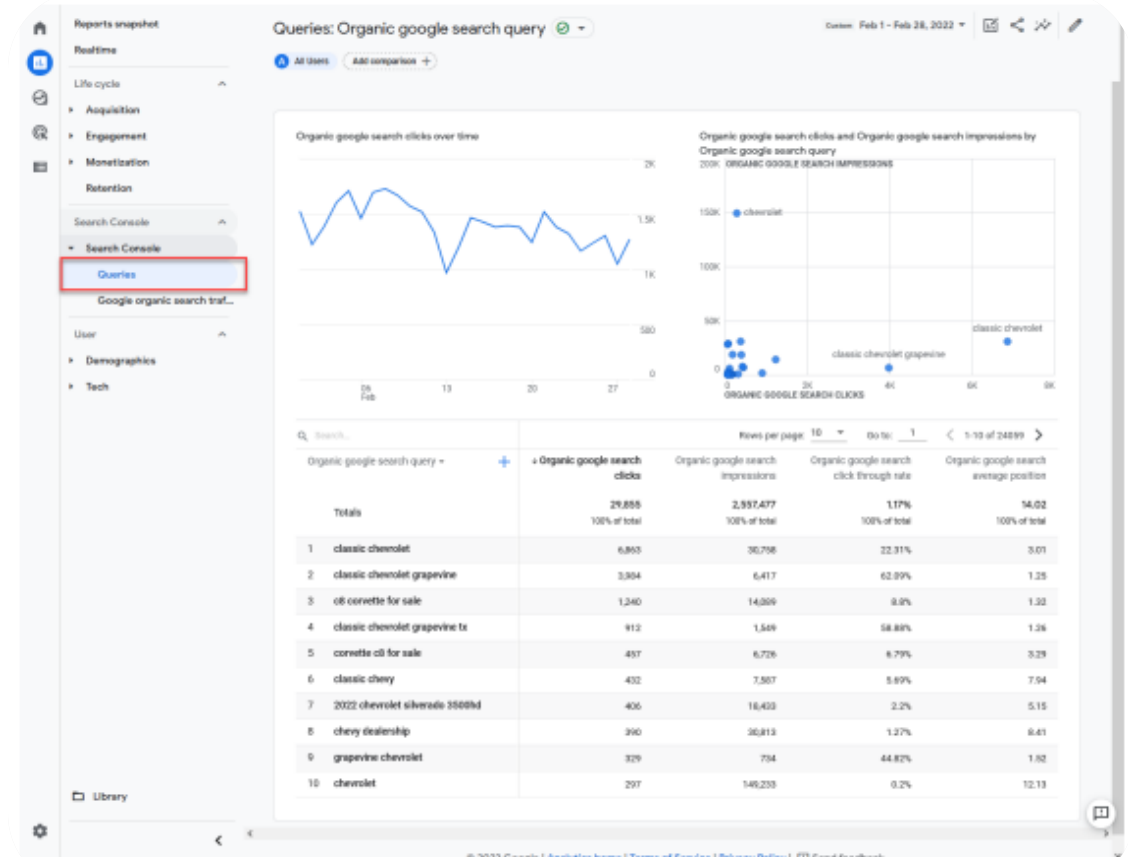 Reports snapshot
Realtime
Life cycle
Acquisition
Engagement
Monetization
Retention
Search Console
Search Console
Queries
Google organic search traf...
User
Demographics
Tech
Library
Queries: Organic google search query
Custom Feb 1 - Feb 28, 2022
A All Users
Add comparison +
Organic google search clicks over time
2K
1.5K
1K
500
0
06
Feb
13
20
27
Organic google search clicks and Organic google search impressions by
Organic google search query
200K ORGANIC GOOGLE SEARCH IMPRESSIONS
150K
chevrolet
100K
50K
classic chevrolet
classic chevrolet grapevine
0
0 2K 4K 6K 8K
ORGANIC GOOGLE SEARCH CLICKS
Search...
Rows per page: 10 Go to: 1 < 1-10 of 24059 >
Organic google search query + ↓ Organic google search clicks Organic google search impressions Organic google search click through rate Organic google search average position
Totals 29,855 2,557,477 1.17% 14.02
100% of total 100% of total 100% of total 100% of total
1 classic chevrolet 6,863 30,758 22.31% 3.01
2 classic chevrolet grapevine 3,984 6,417 62.09% 1.25
3 c8 corvette for sale 1,240 14,089 8.8% 1.32
4 classic chevrolet grapevine tx 912 1,549 58.88% 1.26
5 corvette c8 for sale 457 6,726 6.79% 3.29
6 classic chevy 432 7,587 5.69% 7.94
7 2022 chevrolet silverado 3500hd 406 18,433 2.2% 5.15
8 chevy dealership 390 30,813 1.27% 8.41
9 grapevine chevrolet 329 734 44.82% 1.52
10 chevrolet 297 149,233 0.2% 12.13
© 2022 Google | Analytics home | Terms of Service | Privacy Policy | Send feedback